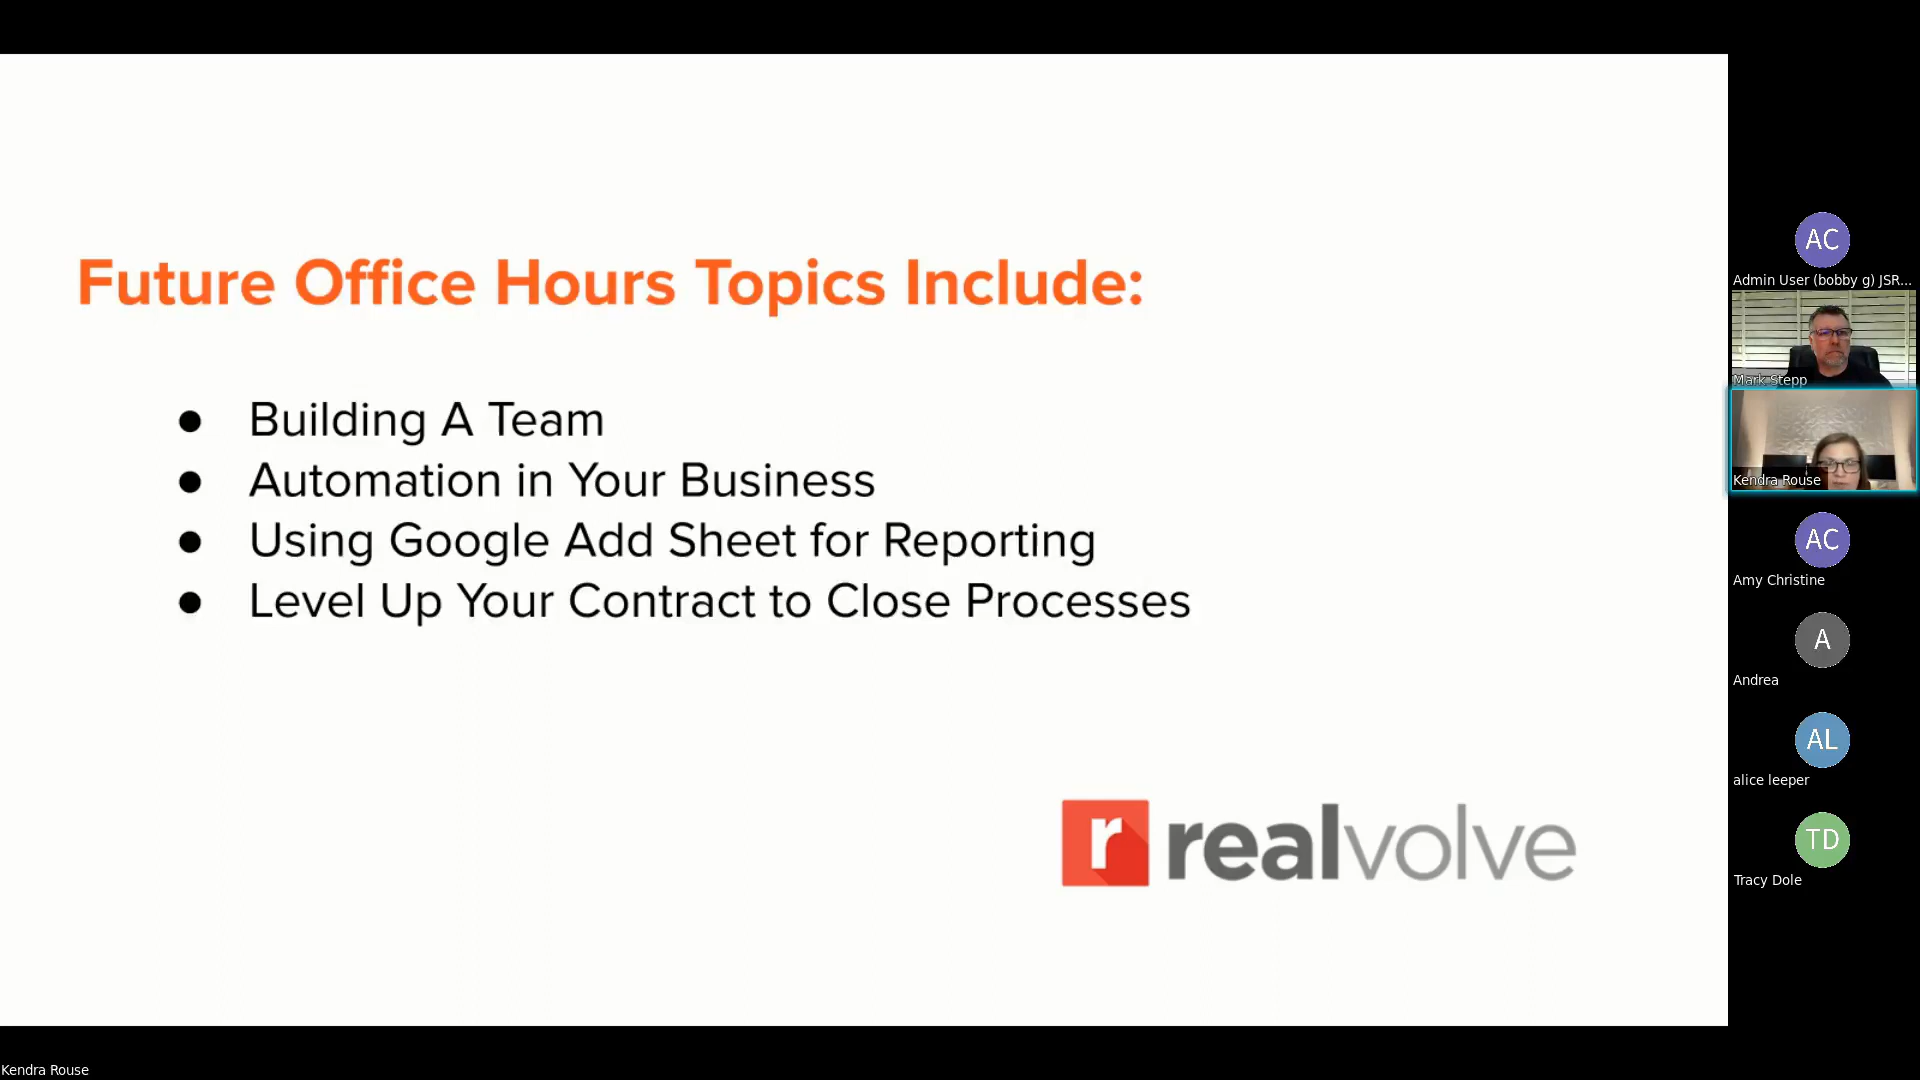 Future Office Hours Topics Include:
● Building A Team
● Automation in Your Business
● Using Google Add Sheet for Reporting
● Level Up Your Contract to Close Processes
r realvolve
AC
Admin User (bobby g) JSR...
Mark Stepp
Kendra Rouse
AC
Amy Christine
A
Andrea
AL
alice leeper
TD
Tracy Dole
Kendra Rouse